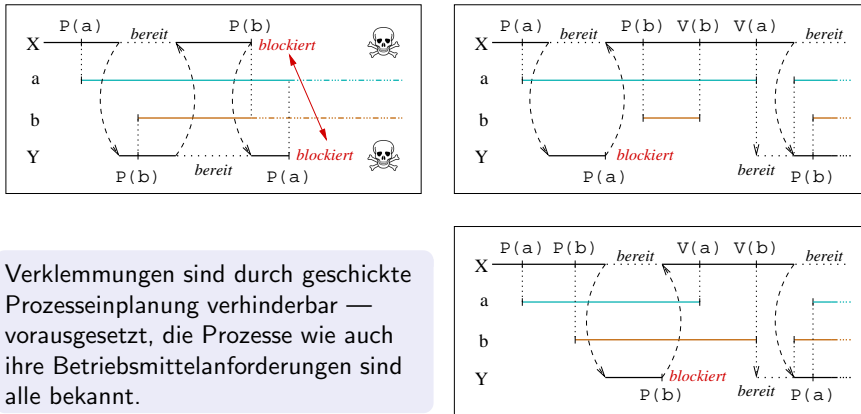 P(a) bereit P(b)
X blockiert
a
b
Y blockiert
P(b) bereit P(a)
P(a) P(b) V(b) V(a)
X bereit
a
b
Y blockiert
P(a) bereit P(b)
P(a) P(b) bereit V(a) V(b) bereit
X
a
b
Y blockiert
P(b) bereit P(a)
Verklemmungen sind durch geschickte
Prozesseinplanung verhinderbar —
vorausgesetzt, die Prozesse wie auch
ihre Betriebsmittelanforderungen sind
alle bekannt.